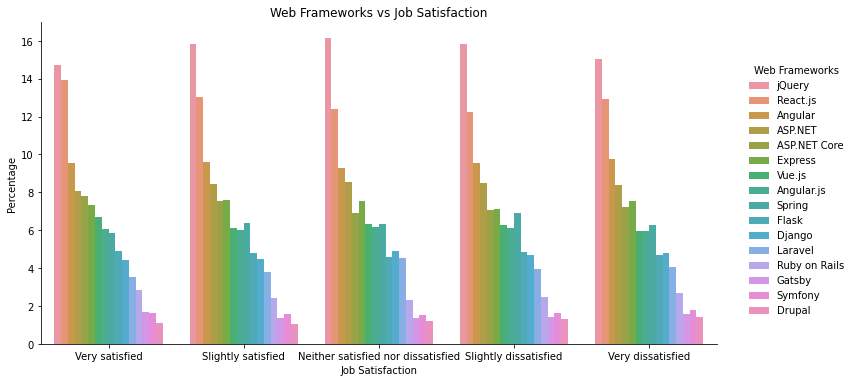 Web Frameworks vs Job Satisfaction
16
14
12
10
8
6
4
2
0
Percentage
Very satisfied
Slightly satisfied
Neither satisfied nor dissatisfied
Slightly dissatisfied
Very dissatisfied
Job Satisfaction
Web Frameworks
jQuery
React.js
Angular
ASP.NET
ASP.NET Core
Express
Vue.js
Angular.js
Spring
Flask
Django
Laravel
Ruby on Rails
Gatsby
Symfony
Drupal